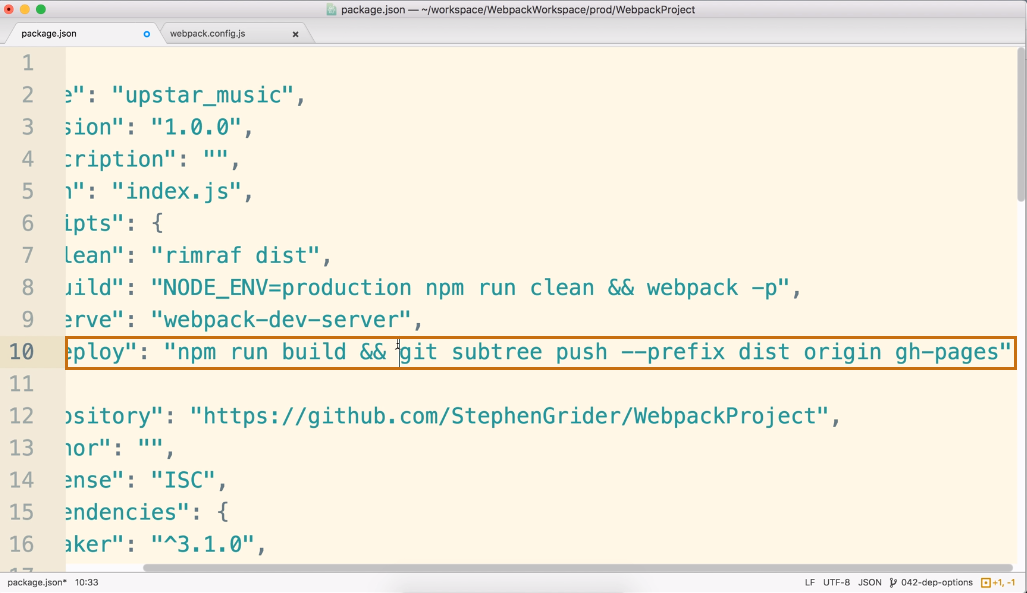 package.json — ~/workspace/WebpackWorkspace/prod/WebpackProject
package.json webpack.config.js ×
1
2 e": "upstar_music",
3 sion": "1.0.0",
4 cription": "",
5 n": "index.js",
6 ipts": {
7 lean": "rimraf dist",
8 uild": "NODE_ENV=production npm run clean && webpack -p",
9 erve": "webpack-dev-server",
10 eploy": "npm run build && git subtree push --prefix dist origin gh-pages"
11
12 ository": "https://github.com/StephenGrider/WebpackProject",
13 hor": "",
14 ense": "ISC",
15 endencies": {
16 aker": "^3.1.0",
17
package.json* 10:33 LF UTF-8 JSON 042-dep-options +1, -1